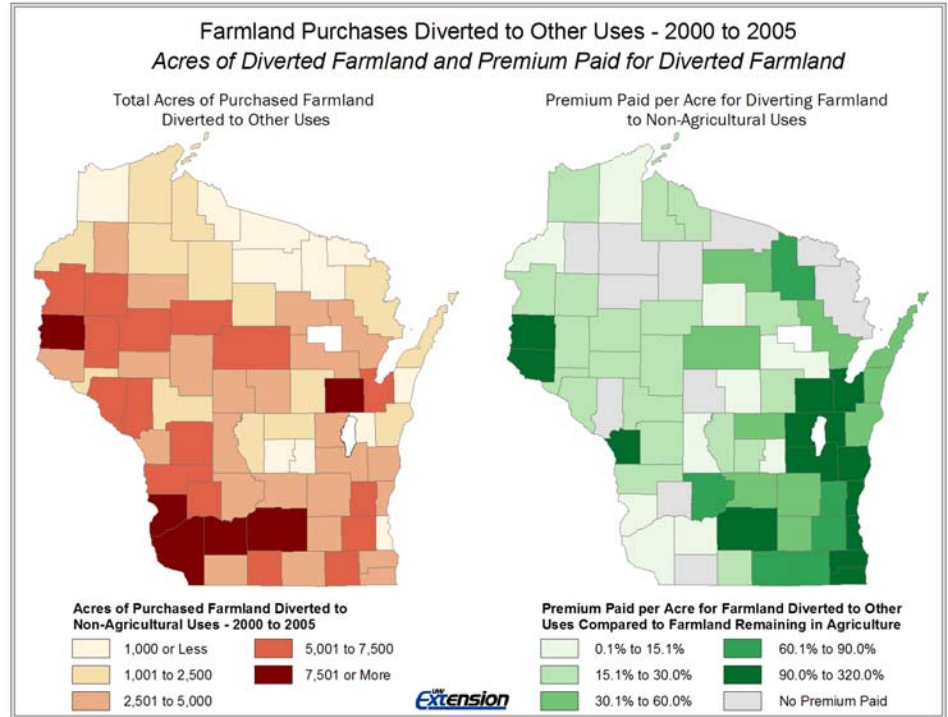 Farmland Purchases Diverted to Other Uses - 2000 to 2005
Acres of Diverted Farmland and Premium Paid for Diverted Farmland
Total Acres of Purchased Farmland
Diverted to Other Uses
Premium Paid per Acre for Diverting Farmland
to Non-Agricultural Uses
Acres of Purchased Farmland Diverted to
Non-Agricultural Uses - 2000 to 2005
1,000 or Less
1,001 to 2,500
2,501 to 5,000
5,001 to 7,500
7,501 or More
UW
Extension
Premium Paid per Acre for Farmland Diverted to Other
Uses Compared to Farmland Remaining in Agriculture
0.1% to 15.1%
15.1% to 30.0%
30.1% to 60.0%
60.1% to 90.0%
90.0% to 320.0%
No Premium Paid